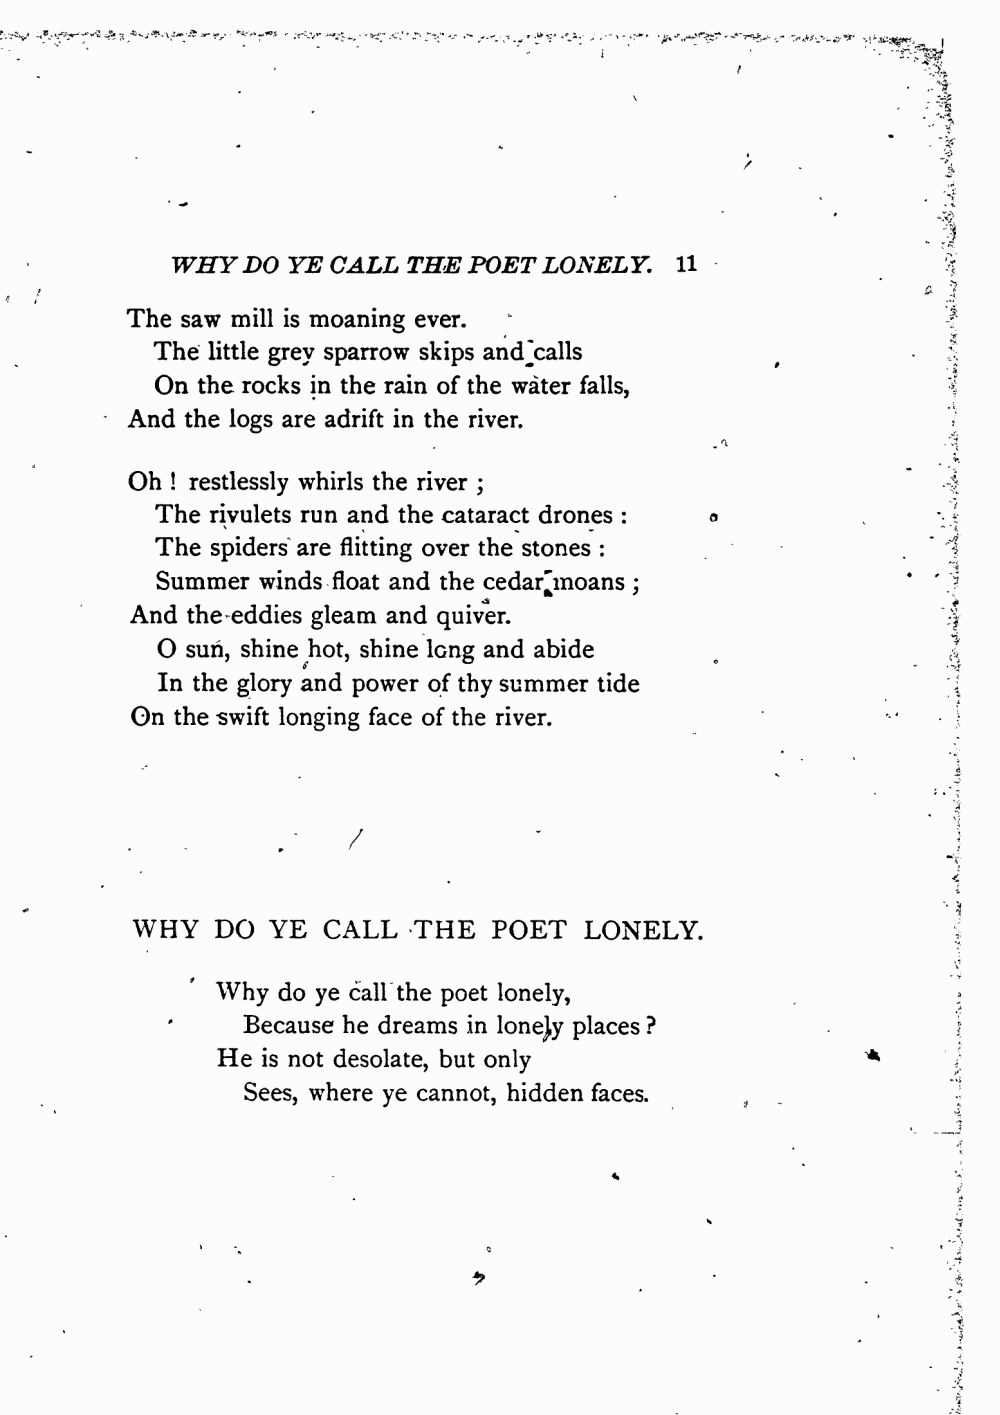 WHY DO YE CALL THE POET LONELY. 11
The saw mill is moaning ever.
The little grey sparrow skips and calls
On the rocks in the rain of the water falls,
And the logs are adrift in the river.
Oh ! restlessly whirls the river ;
The rivulets run and the cataract drones :
The spiders are flitting over the stones :
Summer winds float and the cedar moans ;
And the eddies gleam and quiver.
O sun, shine hot, shine long and abide
In the glory and power of thy summer tide
On the swift longing face of the river.
WHY DO YE CALL THE POET LONELY.
Why do ye call the poet lonely,
Because he dreams in lonely places ?
He is not desolate, but only
Sees, where ye cannot, hidden faces.